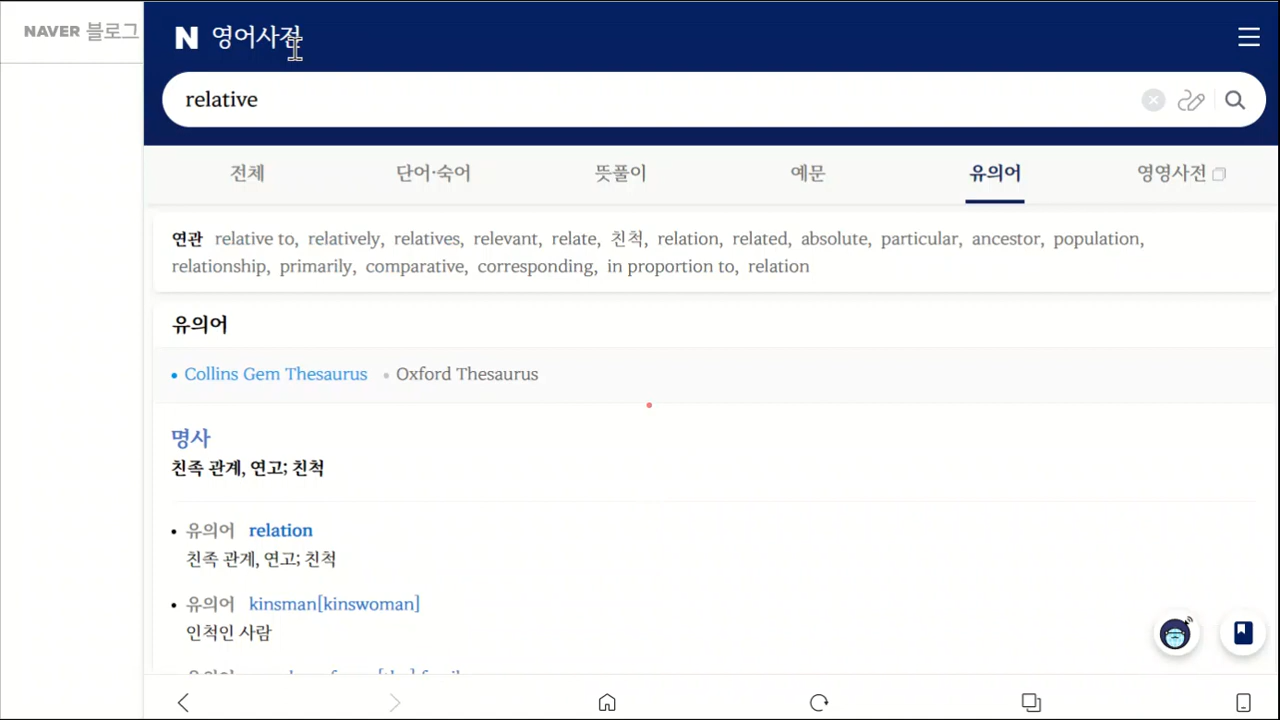 NAVER 블로그
N 영어사전
relative
전체 단어·숙어 뜻풀이 예문 유의어 영영사전
연관 relative to, relatively, relatives, relevant, relate, 친척, relation, related, absolute, particular, ancestor, population,
relationship, primarily, comparative, corresponding, in proportion to, relation
유의어
• Collins Gem Thesaurus • Oxford Thesaurus
명사
친족 관계, 연고; 친척
• 유의어 relation
친족 관계, 연고; 친척
• 유의어 kinsman[kinswoman]
인척인 사람